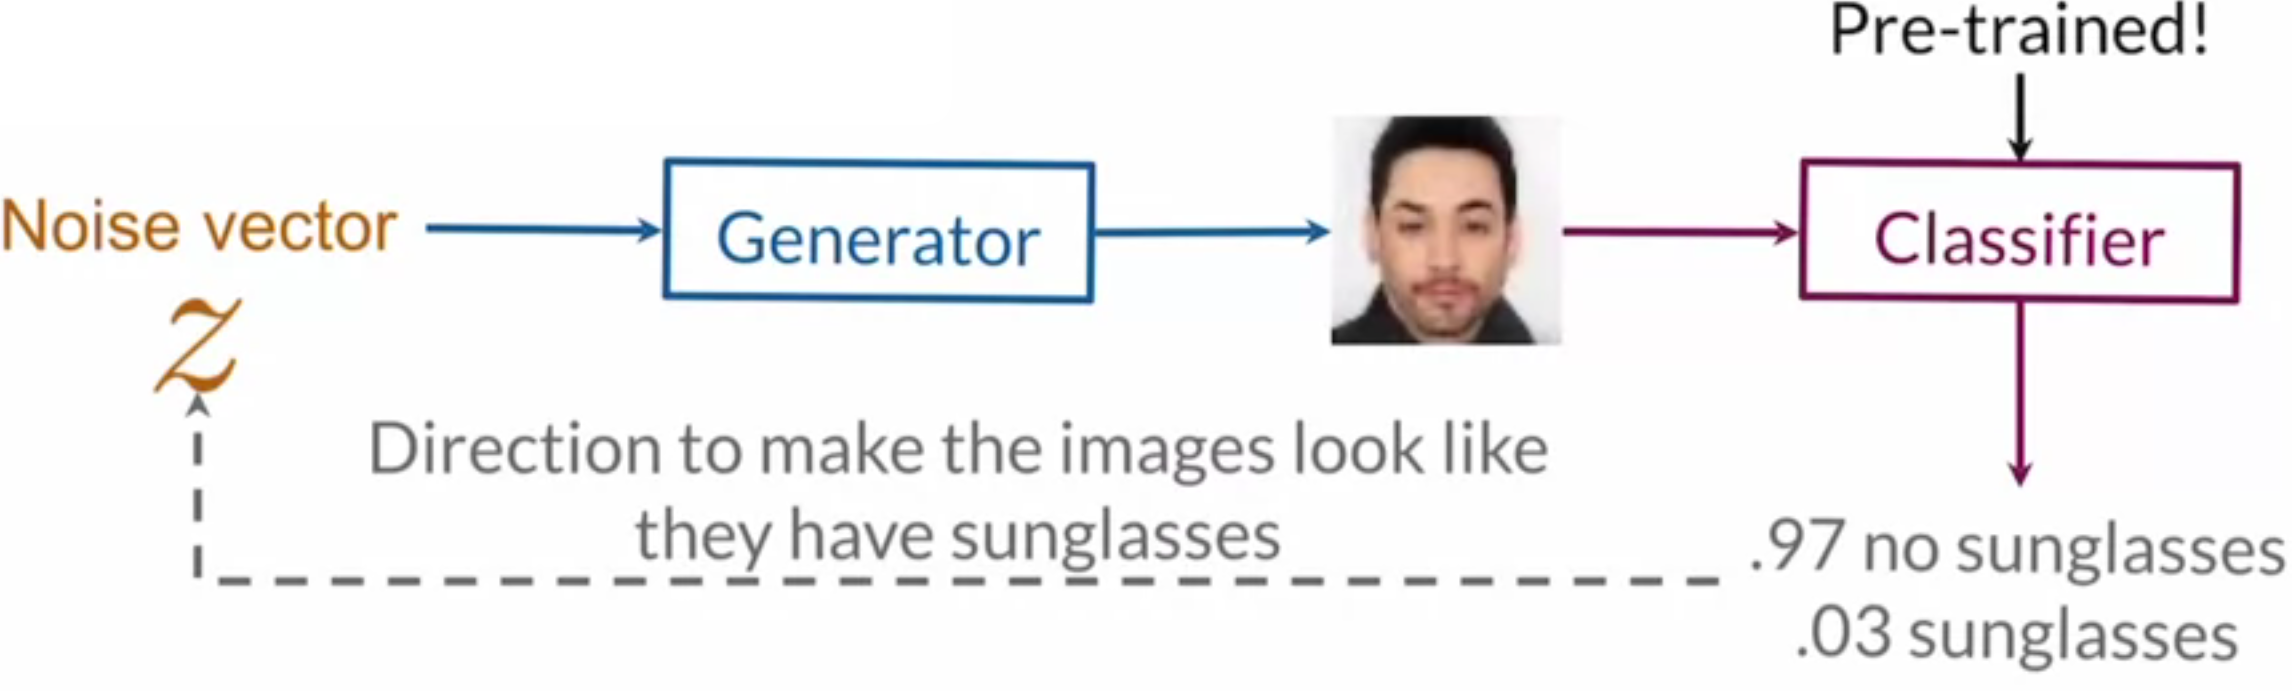 Pre-trained!
Noise vector
Generator
Classifier
z
Direction to make the images look like
they have sunglasses
.97 no sunglasses
.03 sunglasses